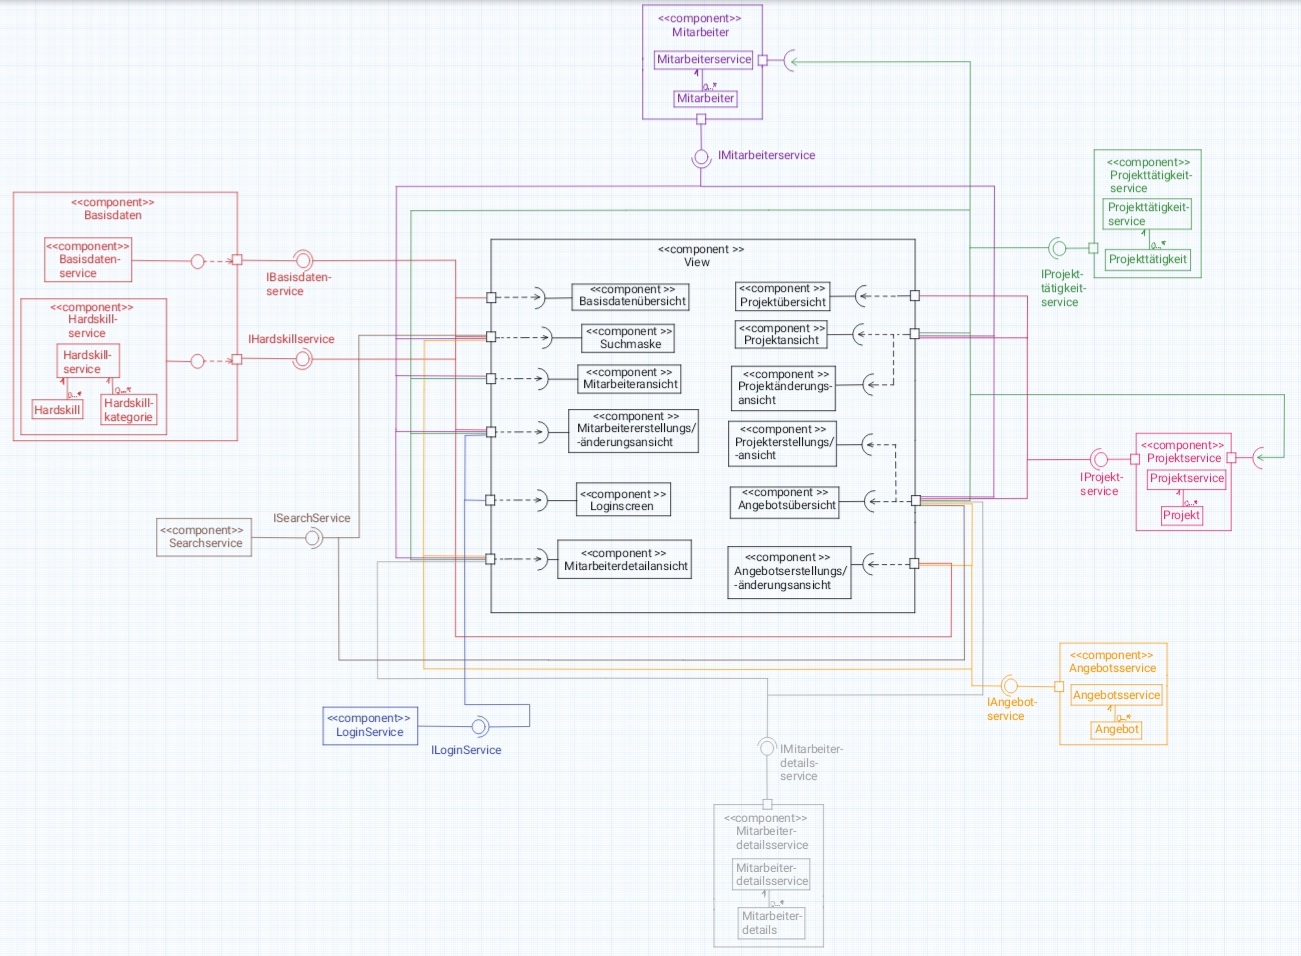 <<component>>
Mitarbeiter
Mitarbeiterservice
0..*
Mitarbeiter
IMitarbeiterservice
<<component>>
Projekttätigkeit-
service
Projekttätigkeit-
service
0..*
Projekttätigkeit
IProjekt-
tätigkeit-
service
<<component>>
Basisdaten
<<component>>
Basisdaten-
service
IBasisdaten-
service
<<component>>
Hardskill-
service
Hardskill-
service
0..*
0..*
Hardskill
Hardskill-
kategorie
IHardskillservice
<<component >>
View
<<component >>
Basisdatenübersicht
<<component >>
Suchmaske
<<component >>
Mitarbeiteransicht
<<component >>
Mitarbeitererstellungs/
-änderungsansicht
<<component >>
Loginscreen
<<component >>
Mitarbeiterdetailansicht
<<component >>
Projektübersicht
<<component >>
Projektansicht
<<component >>
Projektänderungs-
ansicht
<<component >>
Projekterstellungs/
-ansicht
<<component >>
Angebotsübersicht
<<component >>
Angebotserstellungs/
-änderungsansicht
<<component>>
Projektservice
Projektservice
0..*
Projekt
IProjekt-
service
<<component>>
Searchservice
ISearchService
<<component>>
LoginService
ILoginService
<<component>>
Angebotsservice
Angebotsservice
0..*
Angebot
IAngebot-
service
IMitarbeiter-
details-
service
<<component>>
Mitarbeiter-
detailsservice
Mitarbeiter-
detailsservice
0..*
Mitarbeiter-
details